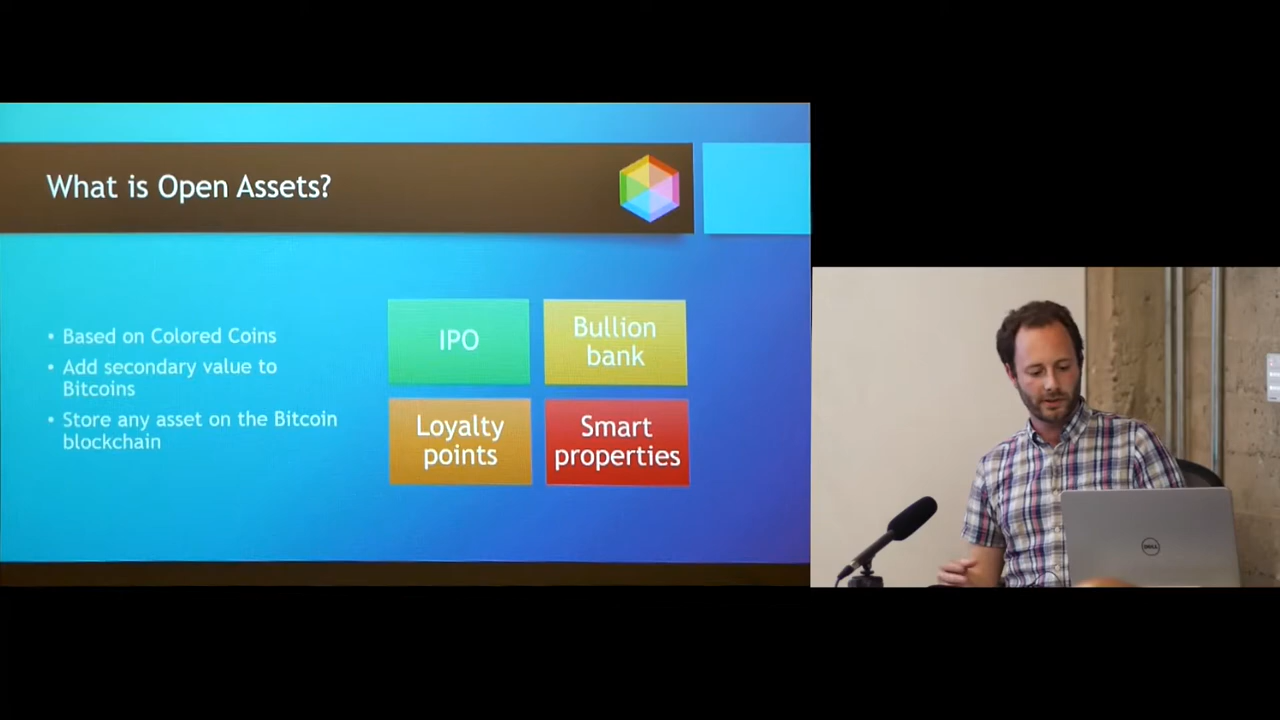 What is Open Assets?
• Based on Colored Coins
• Add secondary value to
Bitcoins
• Store any asset on the Bitcoin
blockchain
IPO
Bullion
bank
Loyalty
points
Smart
properties
DELL